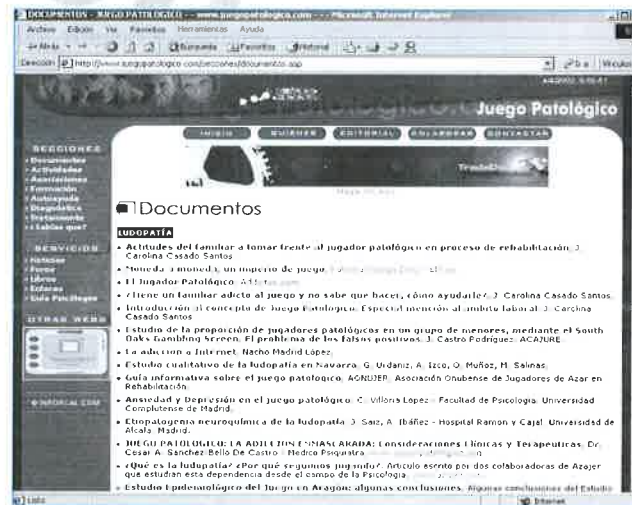 DOCUMENTOS - JUEGO PATOLÓGICO - www.juegopatologico.com - Microsoft Internet Explorer
Archivo Edición Ver Favoritos Herramientas Ayuda
Atrás Búsqueda Favoritos Historial
Dirección http://www.juegopatologico.com/secciones/documentos.asp Vínculos
Juego Patológico
INICIO QUIENES EDITORIAL COLABORAR CONTACTAR
SECCIONES
Documentos
Actividades
Asociaciones
Formación
Autoayuda
Diagnóstico
Tratamiento
¿Sabías que?
SERVICIOS
Noticias
Foros
Libros
Enlaces
Guía Psicólogos
OTRAS WEBS
Documentos
LUDOPATÍA
Actitudes del familiar a tomar frente al jugador patológico en proceso de rehabilitación, J.
Carolina Casado Santos
Moneda a moneda, un imperio de juego,
El Jugador Patológico.
¿Tiene un familiar adicto al juego y no sabe que hacer, cómo ayudarle?, J. Carolina Casado Santos.
Introducción al concepto de Juego Patológico. Especial mención al ámbito laboral. J. Carolina
Casado Santos
Estudio de la proporción de jugadores patológicos en un grupo de menores, mediante el South
Oaks Gambling Screen. El problema de los falsos positivos. J. Castro Rodríguez. ACAJURE.
La adicción a Internet, Nacho Madrid López.
Estudio cualitativo de la ludopatía en Navarra, G. Urdaniz, A. Izco, O. Muñoz, M. Salinas.
Guía informativa sobre el juego patológico, AONUJER, Asociación Onubense de Jugadores de Azar en
Rehabilitación.
Ansiedad y Depresión en el juego patológico. C. Villoria López - Facultad de Psicología. Universidad
Complutense de Madrid.
Etiopatogenia neuroquímica de la ludopatía. J. Saiz, A. Ibáñez - Hospital Ramon y Cajal. Universidad de
Alcalá. Madrid.
JUEGO PATOLÓGICO: LA ADICCIÓN ENMASCARADA: Consideraciones Clínicas y Terapeuticas, Dr.
Cesar A. Sanchez Bello De Castro - Medico Psiquiatra
¿Qué es la ludopatía? ¿Por qué seguimos jugando?. Artículo escrito por dos colaboradoras de Azajer
que estudian esta dependencia desde el campo de la Psicología,
Estudio Epidemiológico del Juego en Aragón: algunas conclusiones. Algunas conclusiones del Estudio
Listo Internet